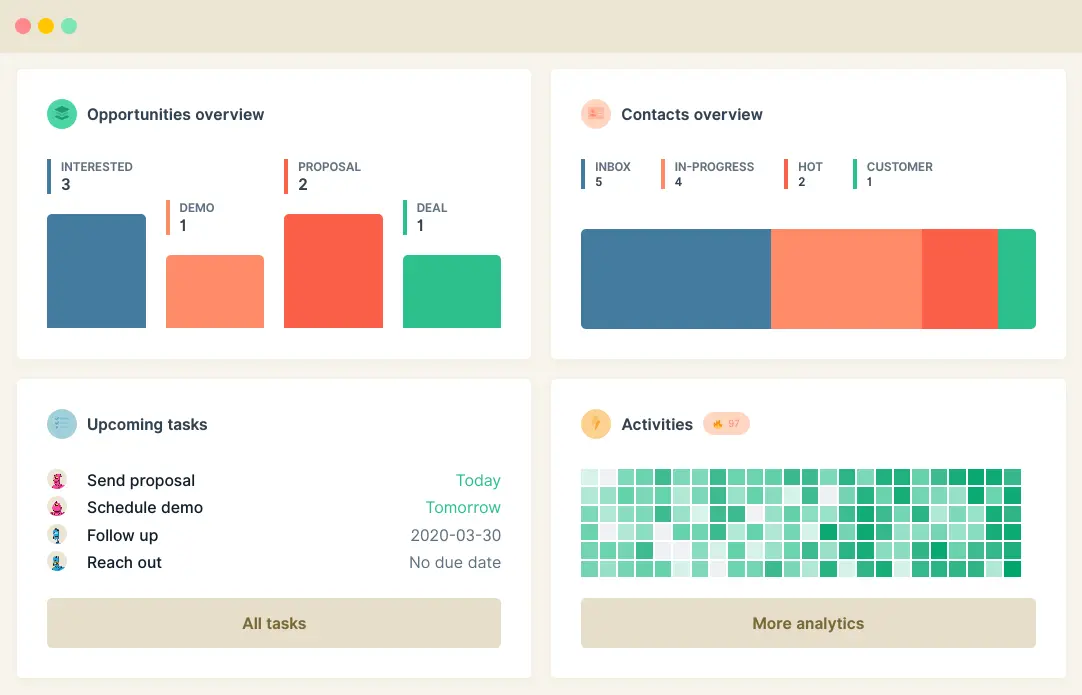 Opportunities overview
INTERESTED
3
DEMO
1
PROPOSAL
2
DEAL
1
Contacts overview
INBOX
5
IN-PROGRESS
4
HOT
2
CUSTOMER
1
Upcoming tasks
Send proposal Today
Schedule demo Tomorrow
Follow up 2020-03-30
Reach out No due date
All tasks
Activities 97
More analytics